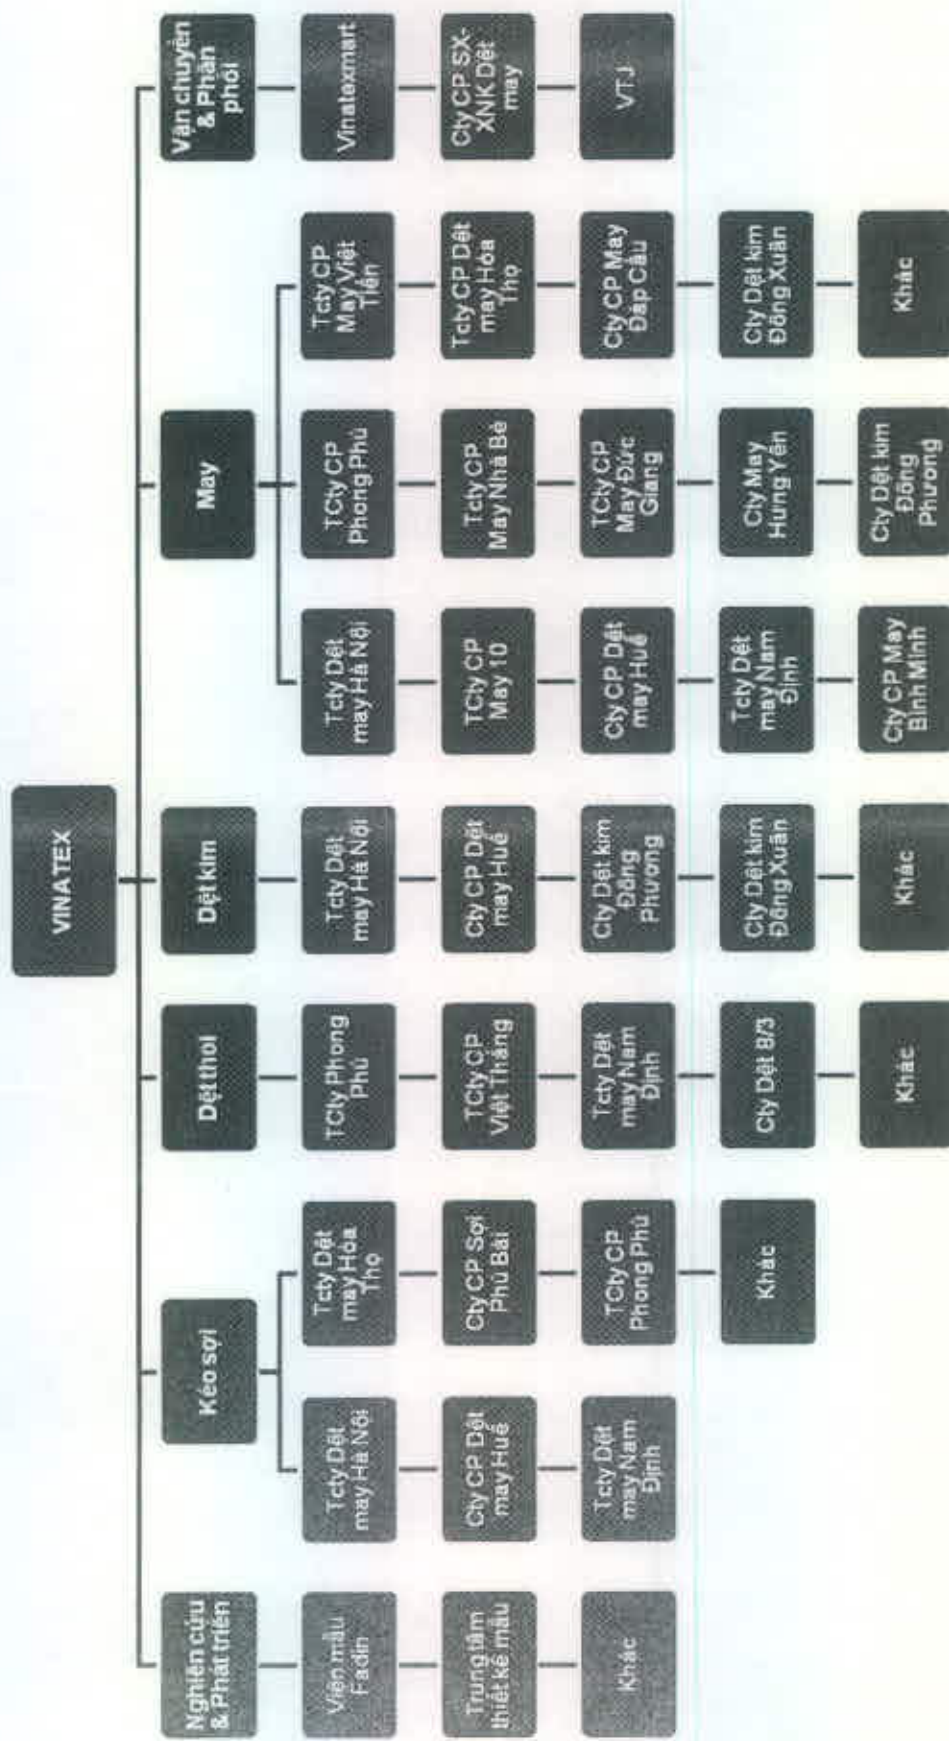 VINATEX
Nghiên cứu
& Phát triển
Kéo sợi
Dệt thoi
Dệt kim
May
Vận chuyển
& Phân
phối
Viện mẫu
Fadin
Trung tâm
thiết kế mẫu
Khác
Tcty Dệt
may Hà Nội
Cty CP Dệt
may Huế
Tcty Dệt
may Nam
Định
Tcty Dệt
may Hòa
Thọ
Cty CP Sợi
Phú Bài
TCty CP
Phong Phú
Khác
TCty Phong
Phú
TCty CP
Việt Thắng
Tcty Dệt
may Nam
Định
Cty Dệt 8/3
Khác
Tcty Dệt
may Hà Nội
Cty CP Dệt
may Huế
Cty Dệt kim
Đông
Phương
Cty Dệt kim
Đông Xuân
Khác
Tcty Dệt
may Hà Nội
TCty CP
May 10
Cty CP Dệt
may Huế
Tcty Dệt
may Nam
Định
Cty CP May
Bình Minh
TCty CP
Phong Phú
Tcty CP
May Nhà Bè
TCty CP
May Đức
Giang
Cty May
Hưng Yên
Cty Dệt kim
Đông
Phương
Tcty CP
May Việt
Tiến
Tcty CP Dệt
may Hòa
Thọ
Cty CP May
Đáp Cầu
Cty Dệt kim
Đông Xuân
Khác
Vinatexmart
Cty CP SX-
XNK Dệt
may
VTJ